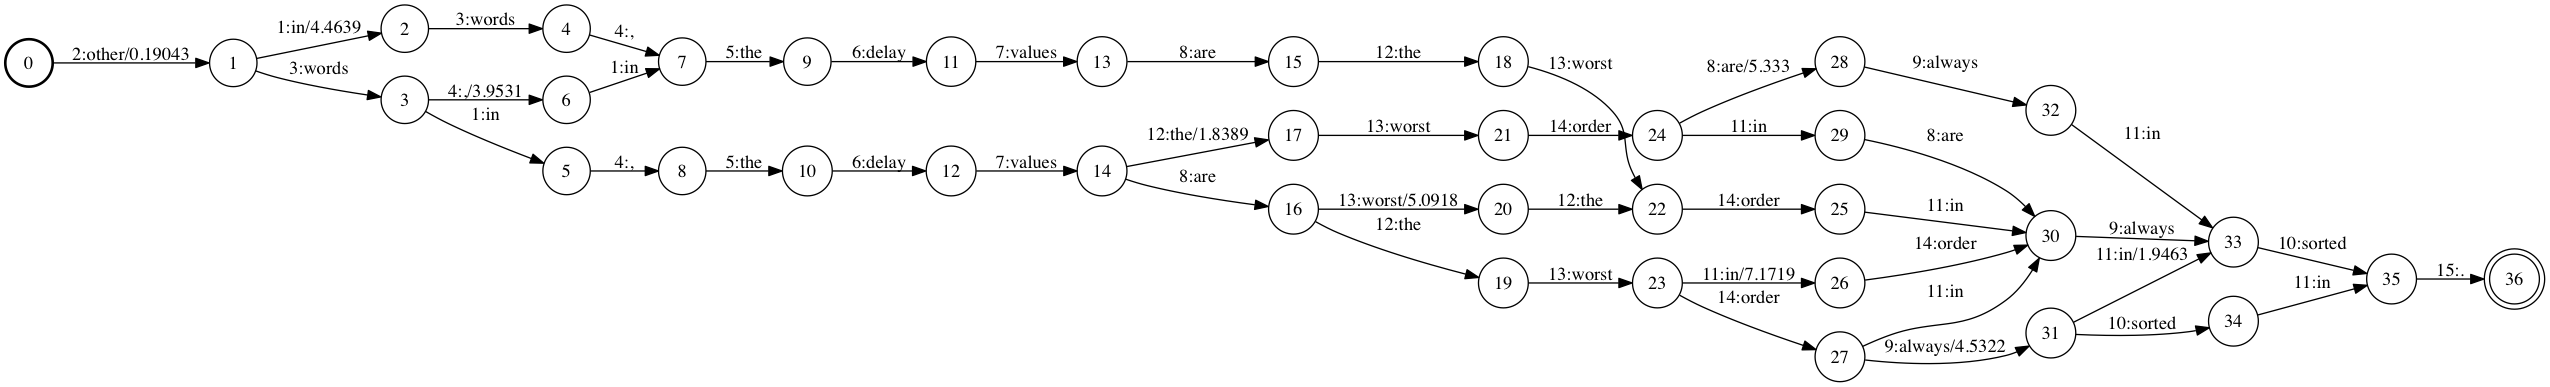 0 2:other/0.19043 1
1:in/4.4639 2
3:words 3
3:words 4
4:,/3.9531 6
1:in 5
4:, 7
1:in
4:, 8
5:the 9
5:the 10
6:delay 11
6:delay 12
7:values 13
7:values 14
8:are 15
12:the/1.8389 17
8:are 16
12:the 18
13:worst 21
13:worst/5.0918 20
12:the 19
13:worst
14:order 24
12:the 22
13:worst 23
8:are/5.333 28
11:in 29
14:order 25
11:in/7.1719 26
14:order 27
9:always 32
8:are
11:in 30
14:order
11:in
9:always/4.5322 31
11:in
9:always 33
11:in/1.9463
10:sorted 34
10:sorted 35
11:in
15:. 36